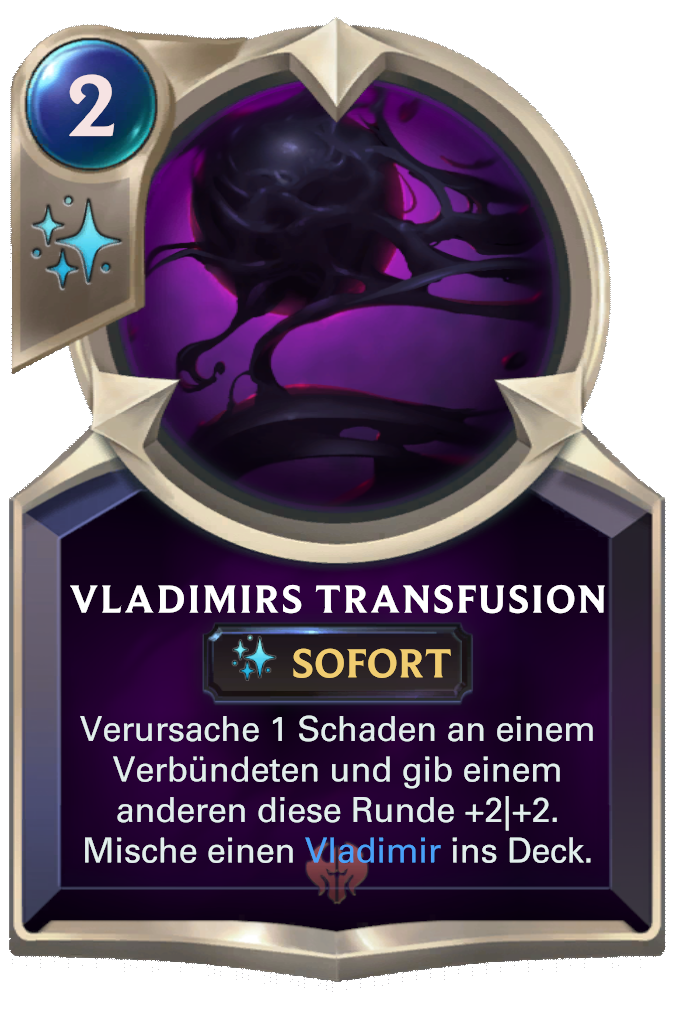 2
VLADIMIRS TRANSFUSION
SOFORT
Verursache 1 Schaden an einem
Verbündeten und gib einem
anderen diese Runde +2|+2.
Mische einen Vladimir ins Deck.